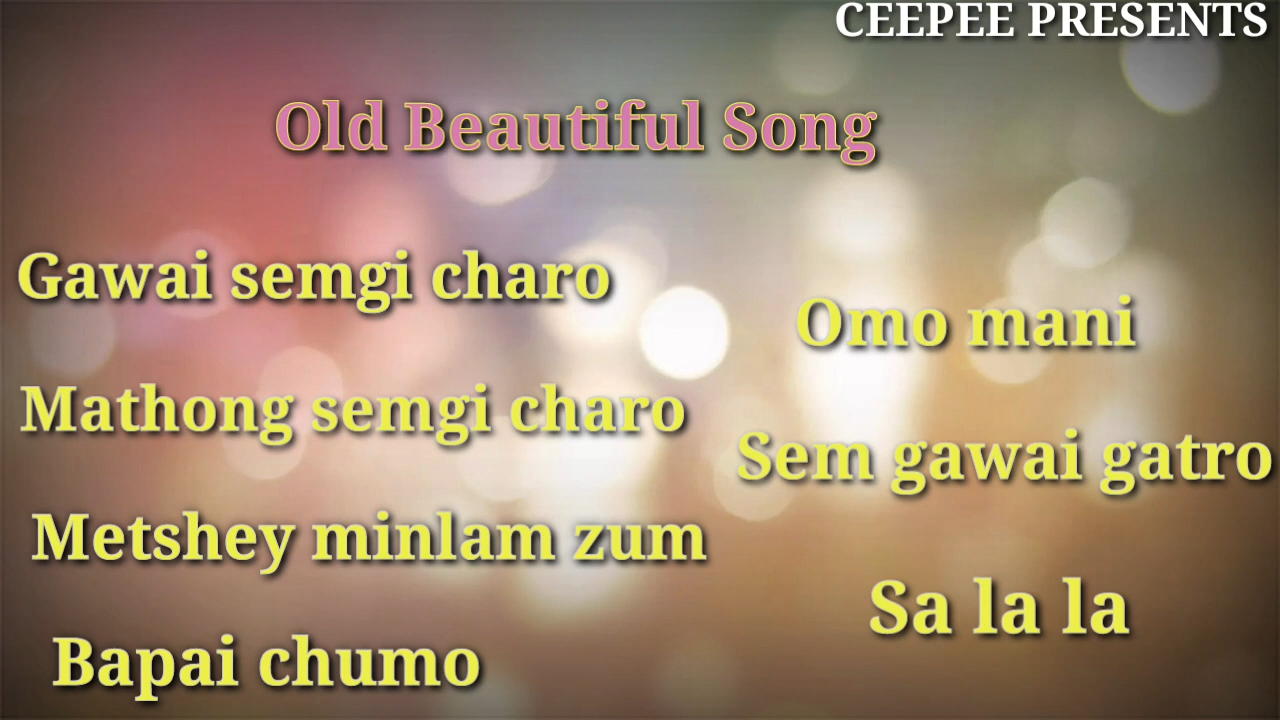 CEEPEE PRESENTS
Old Beautiful Song
Gawai semgi charo
Mathong semgi charo
Metshey minlam zum
Bapai chumo
Omo mani
Sem gawai gatro
Sa la la